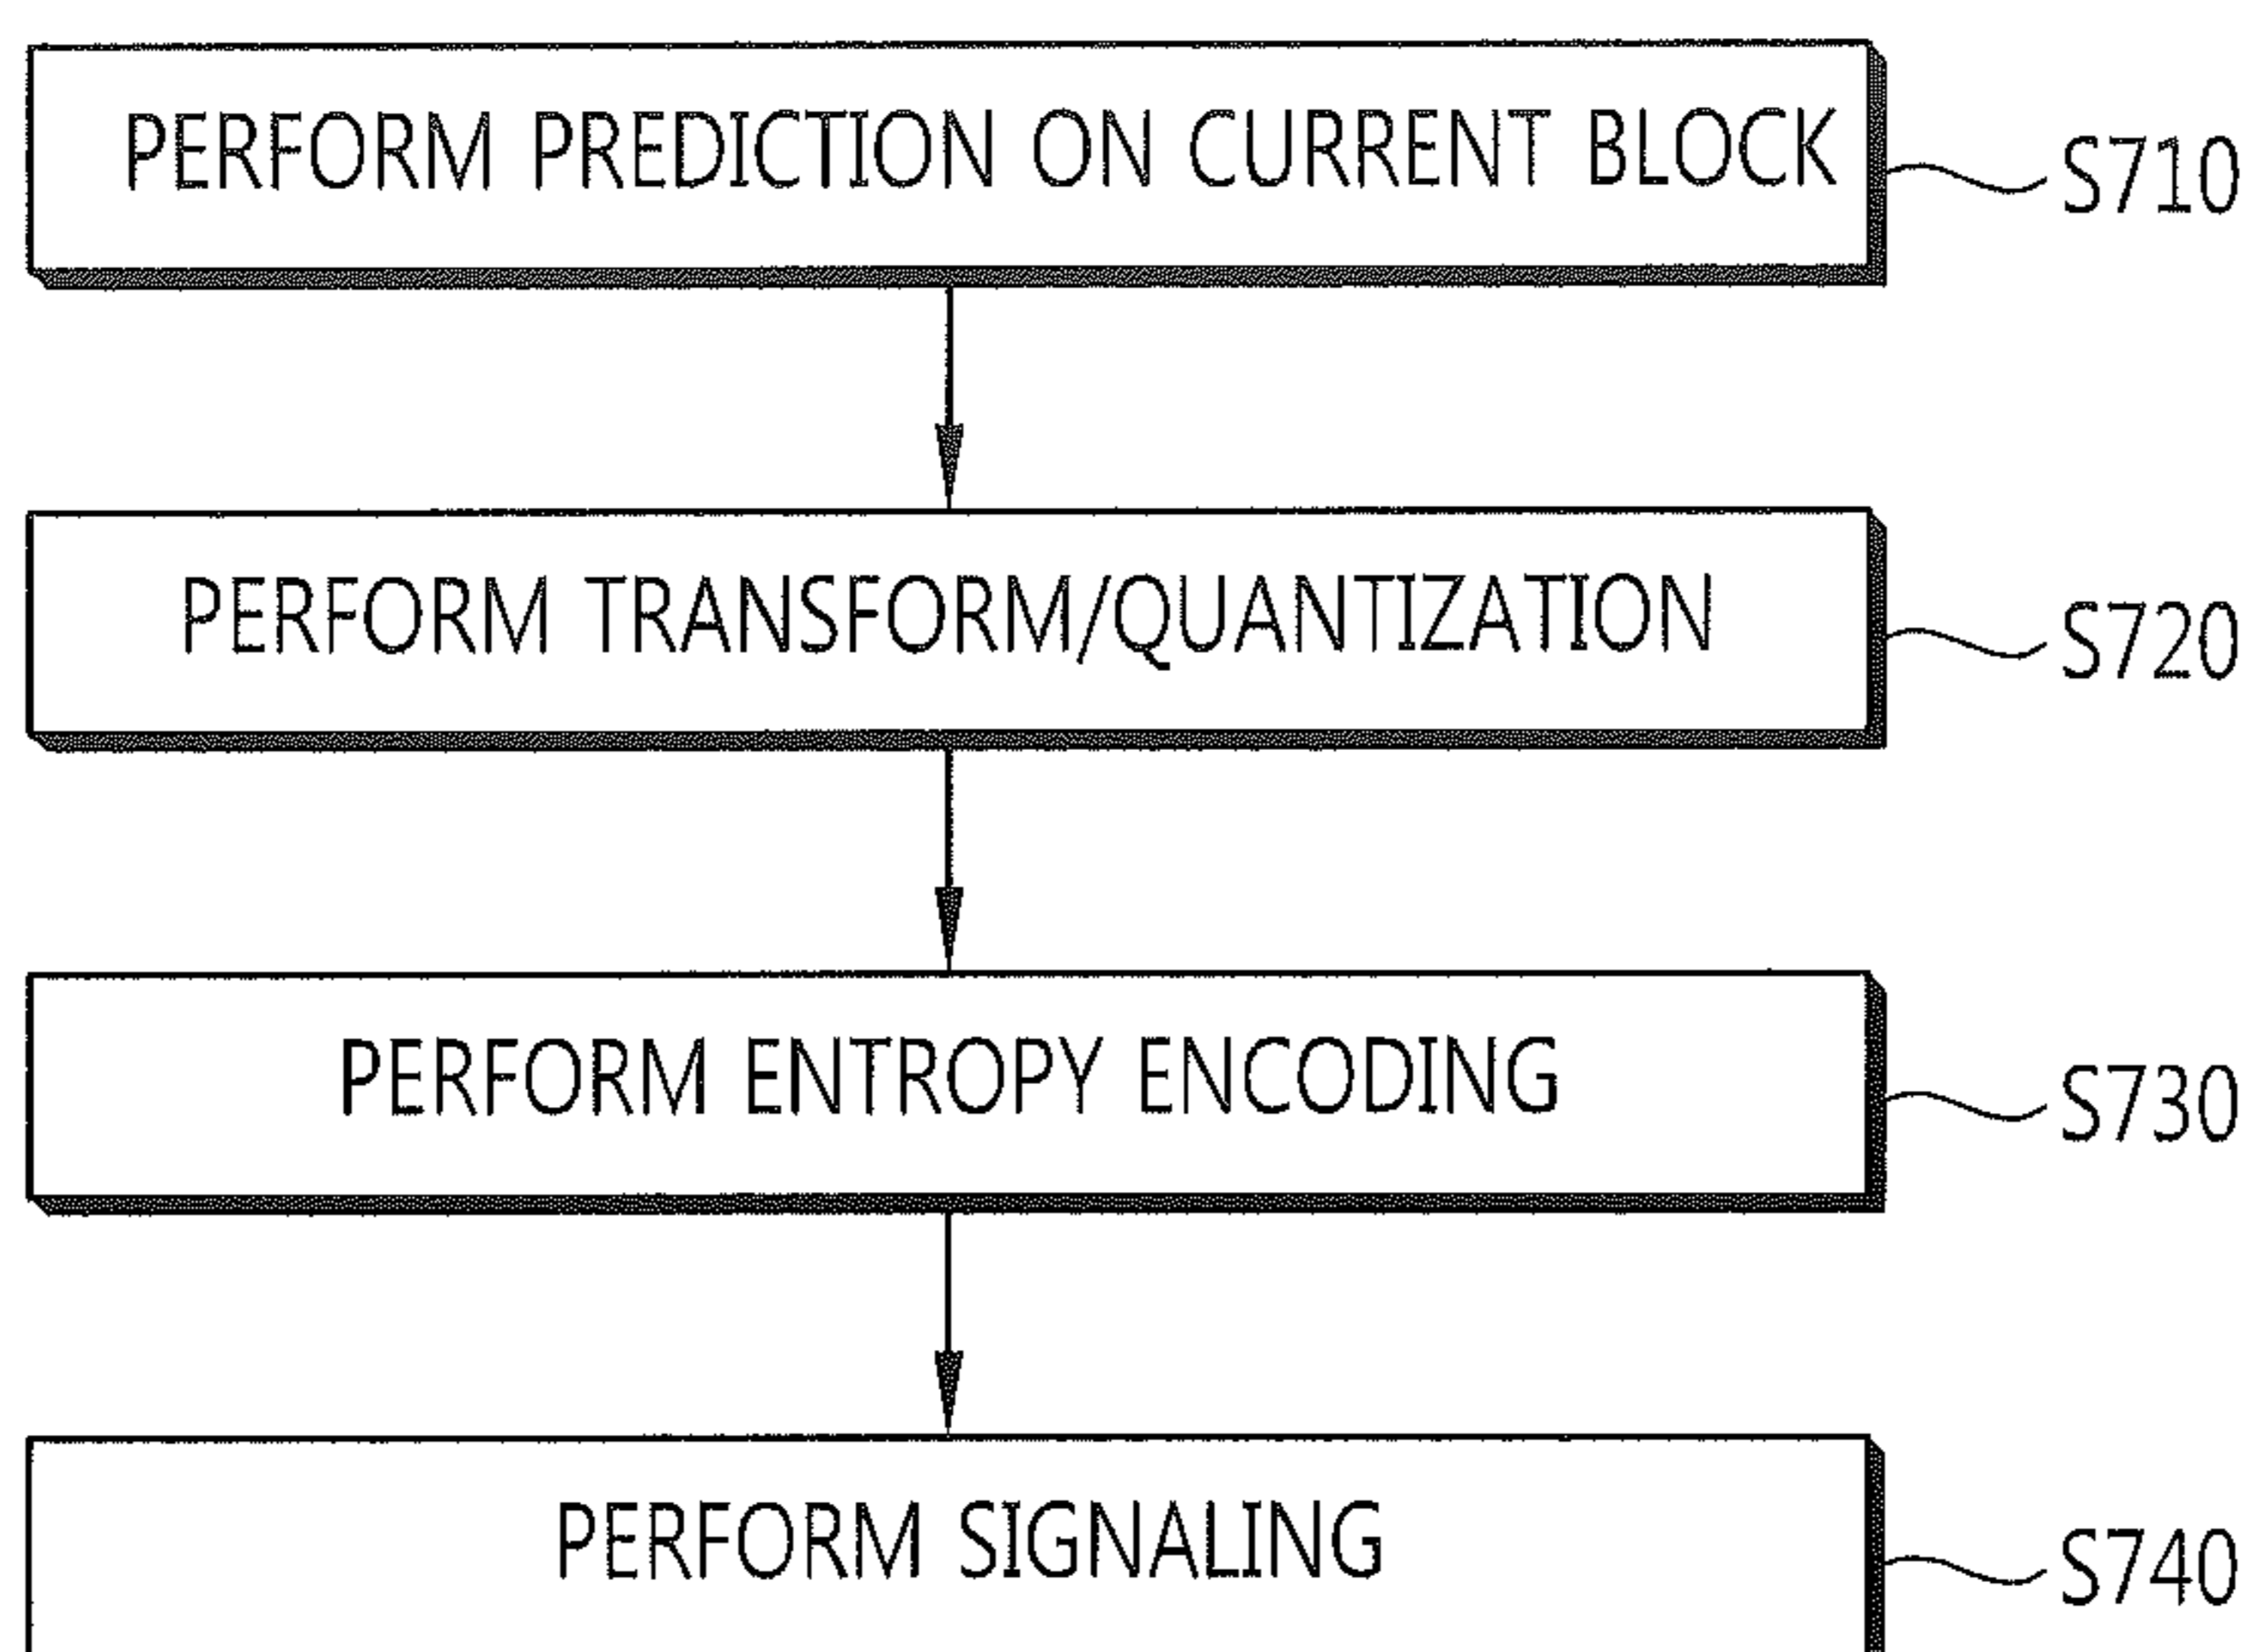 PERFORM PREDICTION ON CURRENT BLOCK
S710
PERFORM TRANSFORM/QUANTIZATION
S720
PERFORM ENTROPY ENCODING
S730
PERFORM SIGNALING
S740